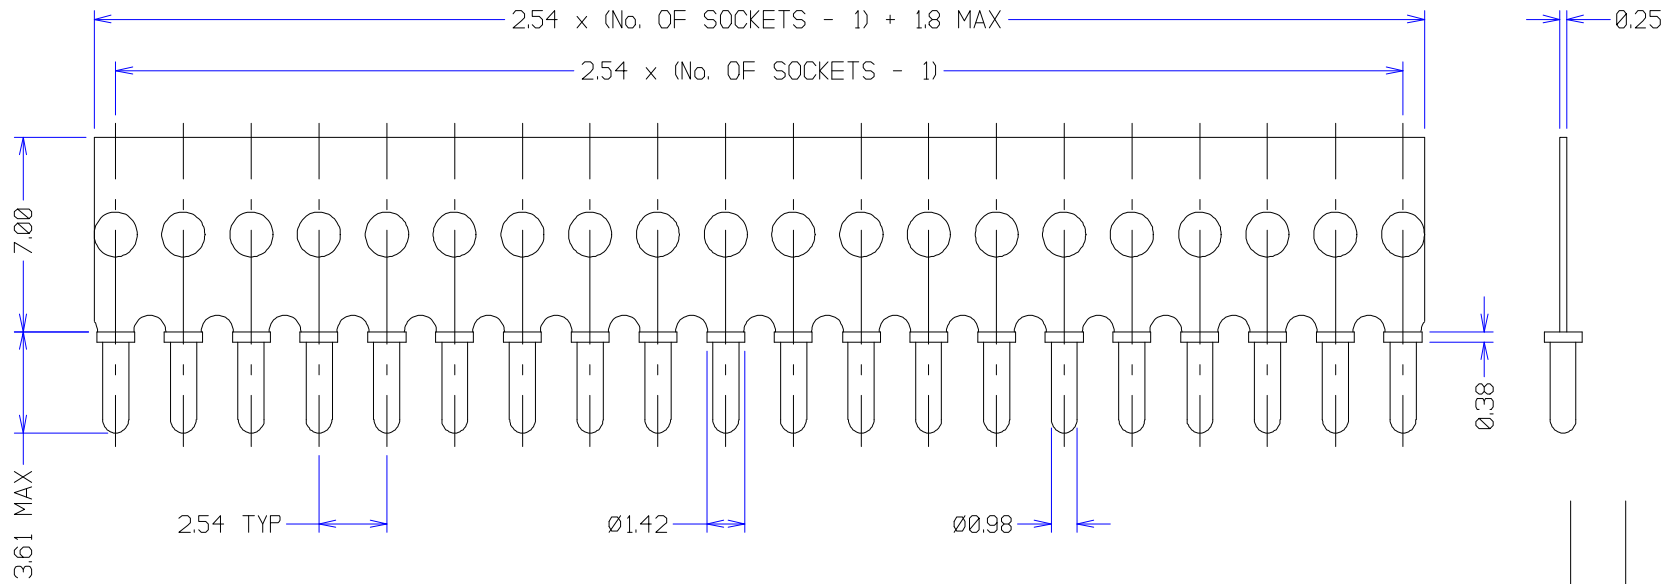 2.54 x (No. OF SOCKETS - 1) + 1.8 MAX
0.25
2.54 x (No. OF SOCKETS - 1)
7.00
0.38
3.61 MAX
2.54 TYP
Ø1.42
Ø0.98